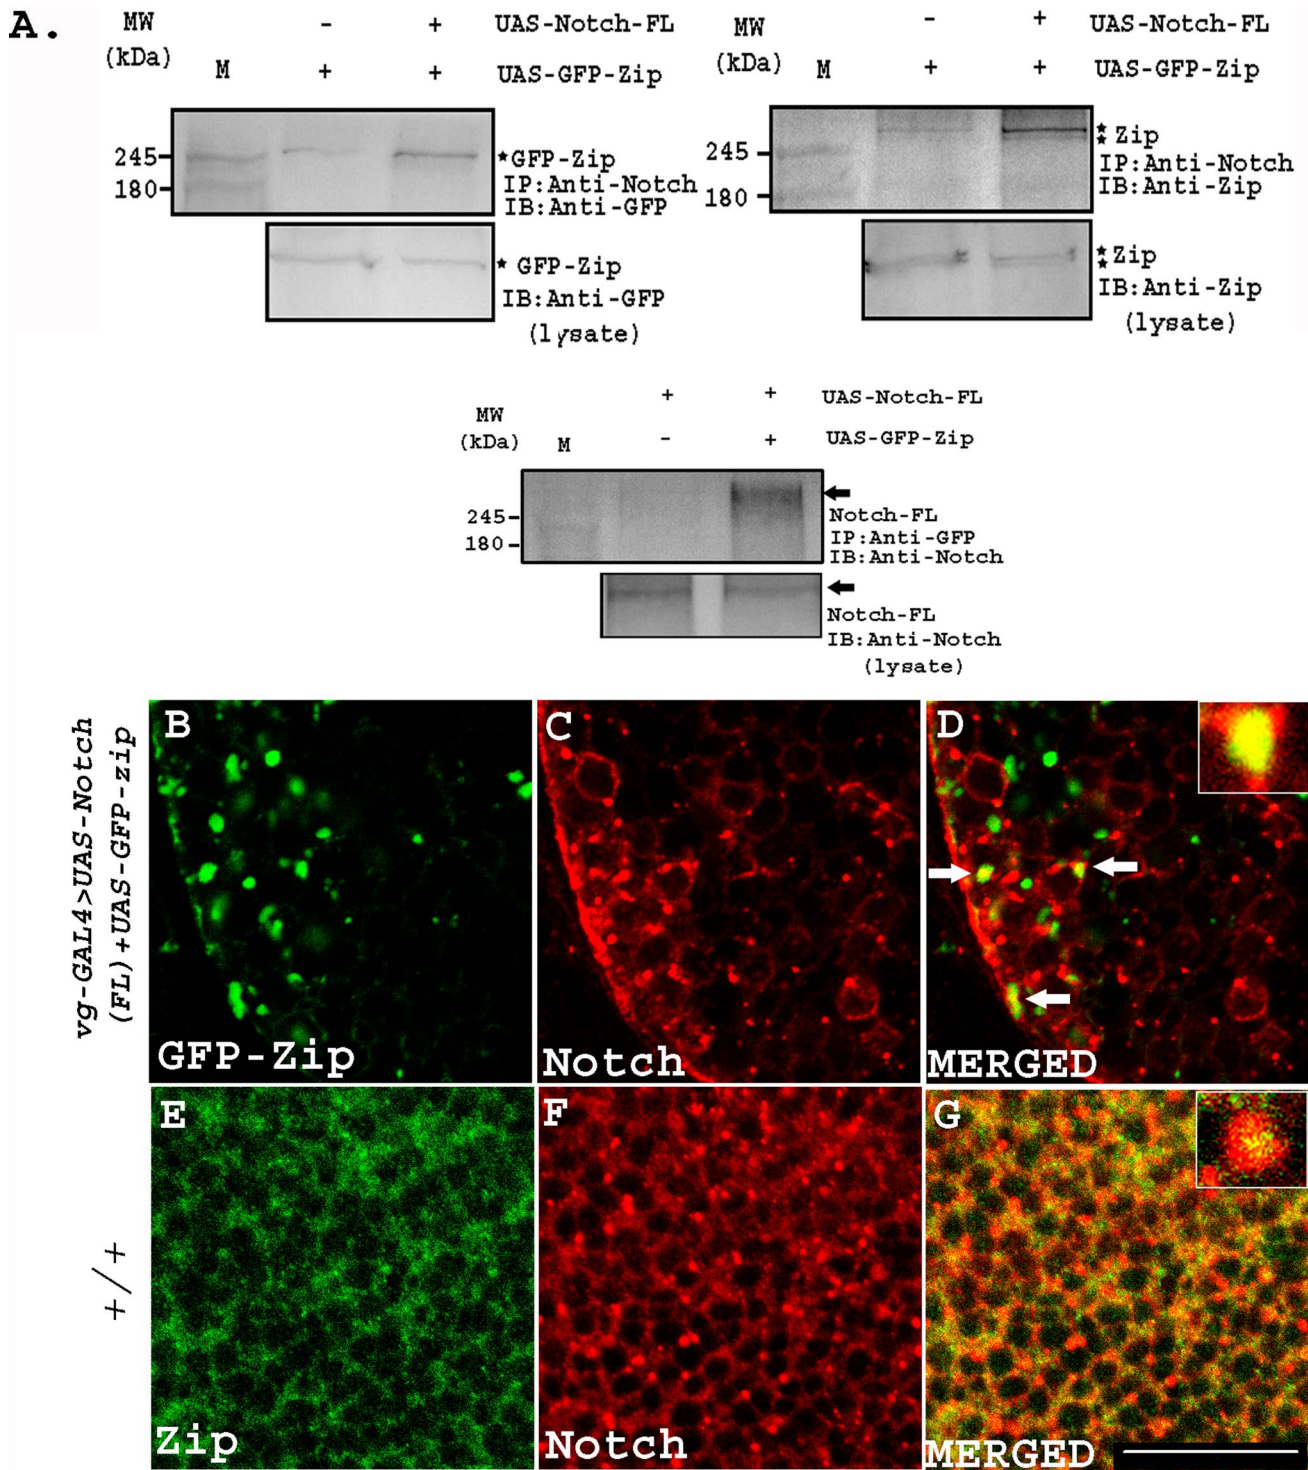 A.
MW
(kDa)
M
- + UAS-Notch-FL
+ + UAS-GFP-Zip
245
180
*GFP-Zip
IP:Anti-Notch
IB:Anti-GFP
* GFP-Zip
IB:Anti-GFP
(lysate)
MW
(kDa)
M
- + UAS-Notch-FL
+ + UAS-GFP-Zip
245
180
** Zip
IP:Anti-Notch
IB:Anti-Zip
** Zip
IB:Anti-Zip
(lysate)
MW
(kDa)
M
+ + UAS-Notch-FL
- + UAS-GFP-Zip
245
180
Notch-FL
IP:Anti-GFP
IB:Anti-Notch
Notch-FL
IB:Anti-Notch
(lysate)
vg-GAL4>UAS-Notch
(FL)+UAS-GFP-zip
B
GFP-Zip
C
Notch
D
MERGED
+/+
E
Zip
F
Notch
G
MERGED